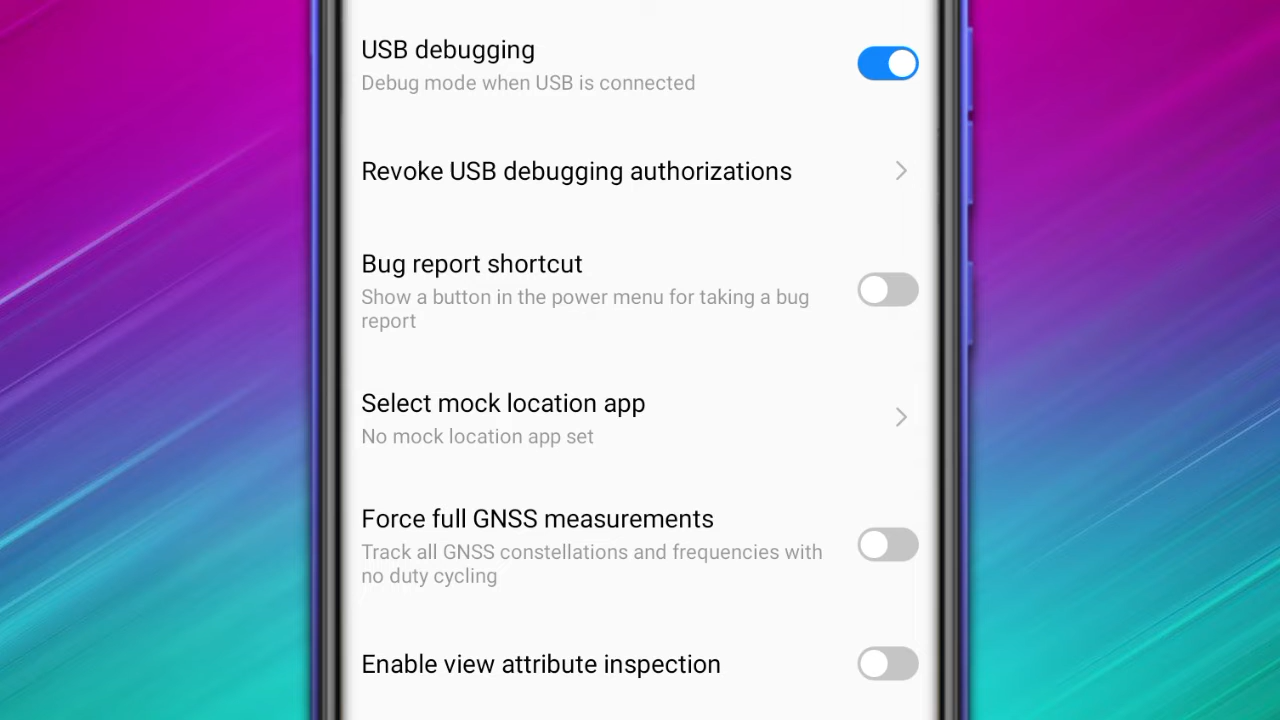 USB debugging
Debug mode when USB is connected
Revoke USB debugging authorizations
Bug report shortcut
Show a button in the power menu for taking a bug
report
Select mock location app
No mock location app set
Force full GNSS measurements
Track all GNSS constellations and frequencies with
no duty cycling
Enable view attribute inspection